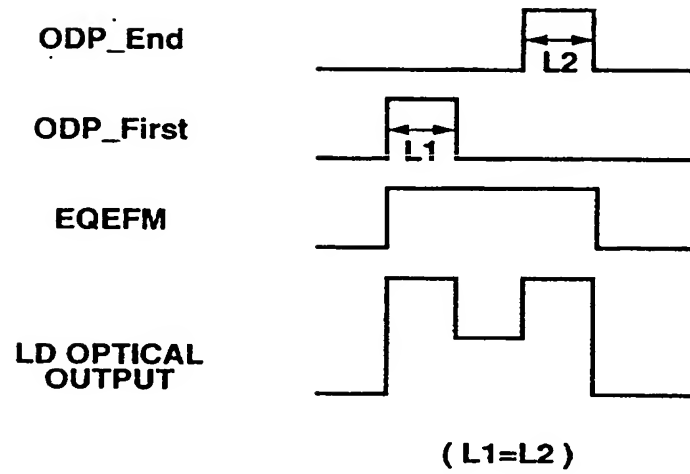 ODP_End
L2
ODP_First
L1
EQEFM
LD OPTICAL
OUTPUT
( L1=L2 )